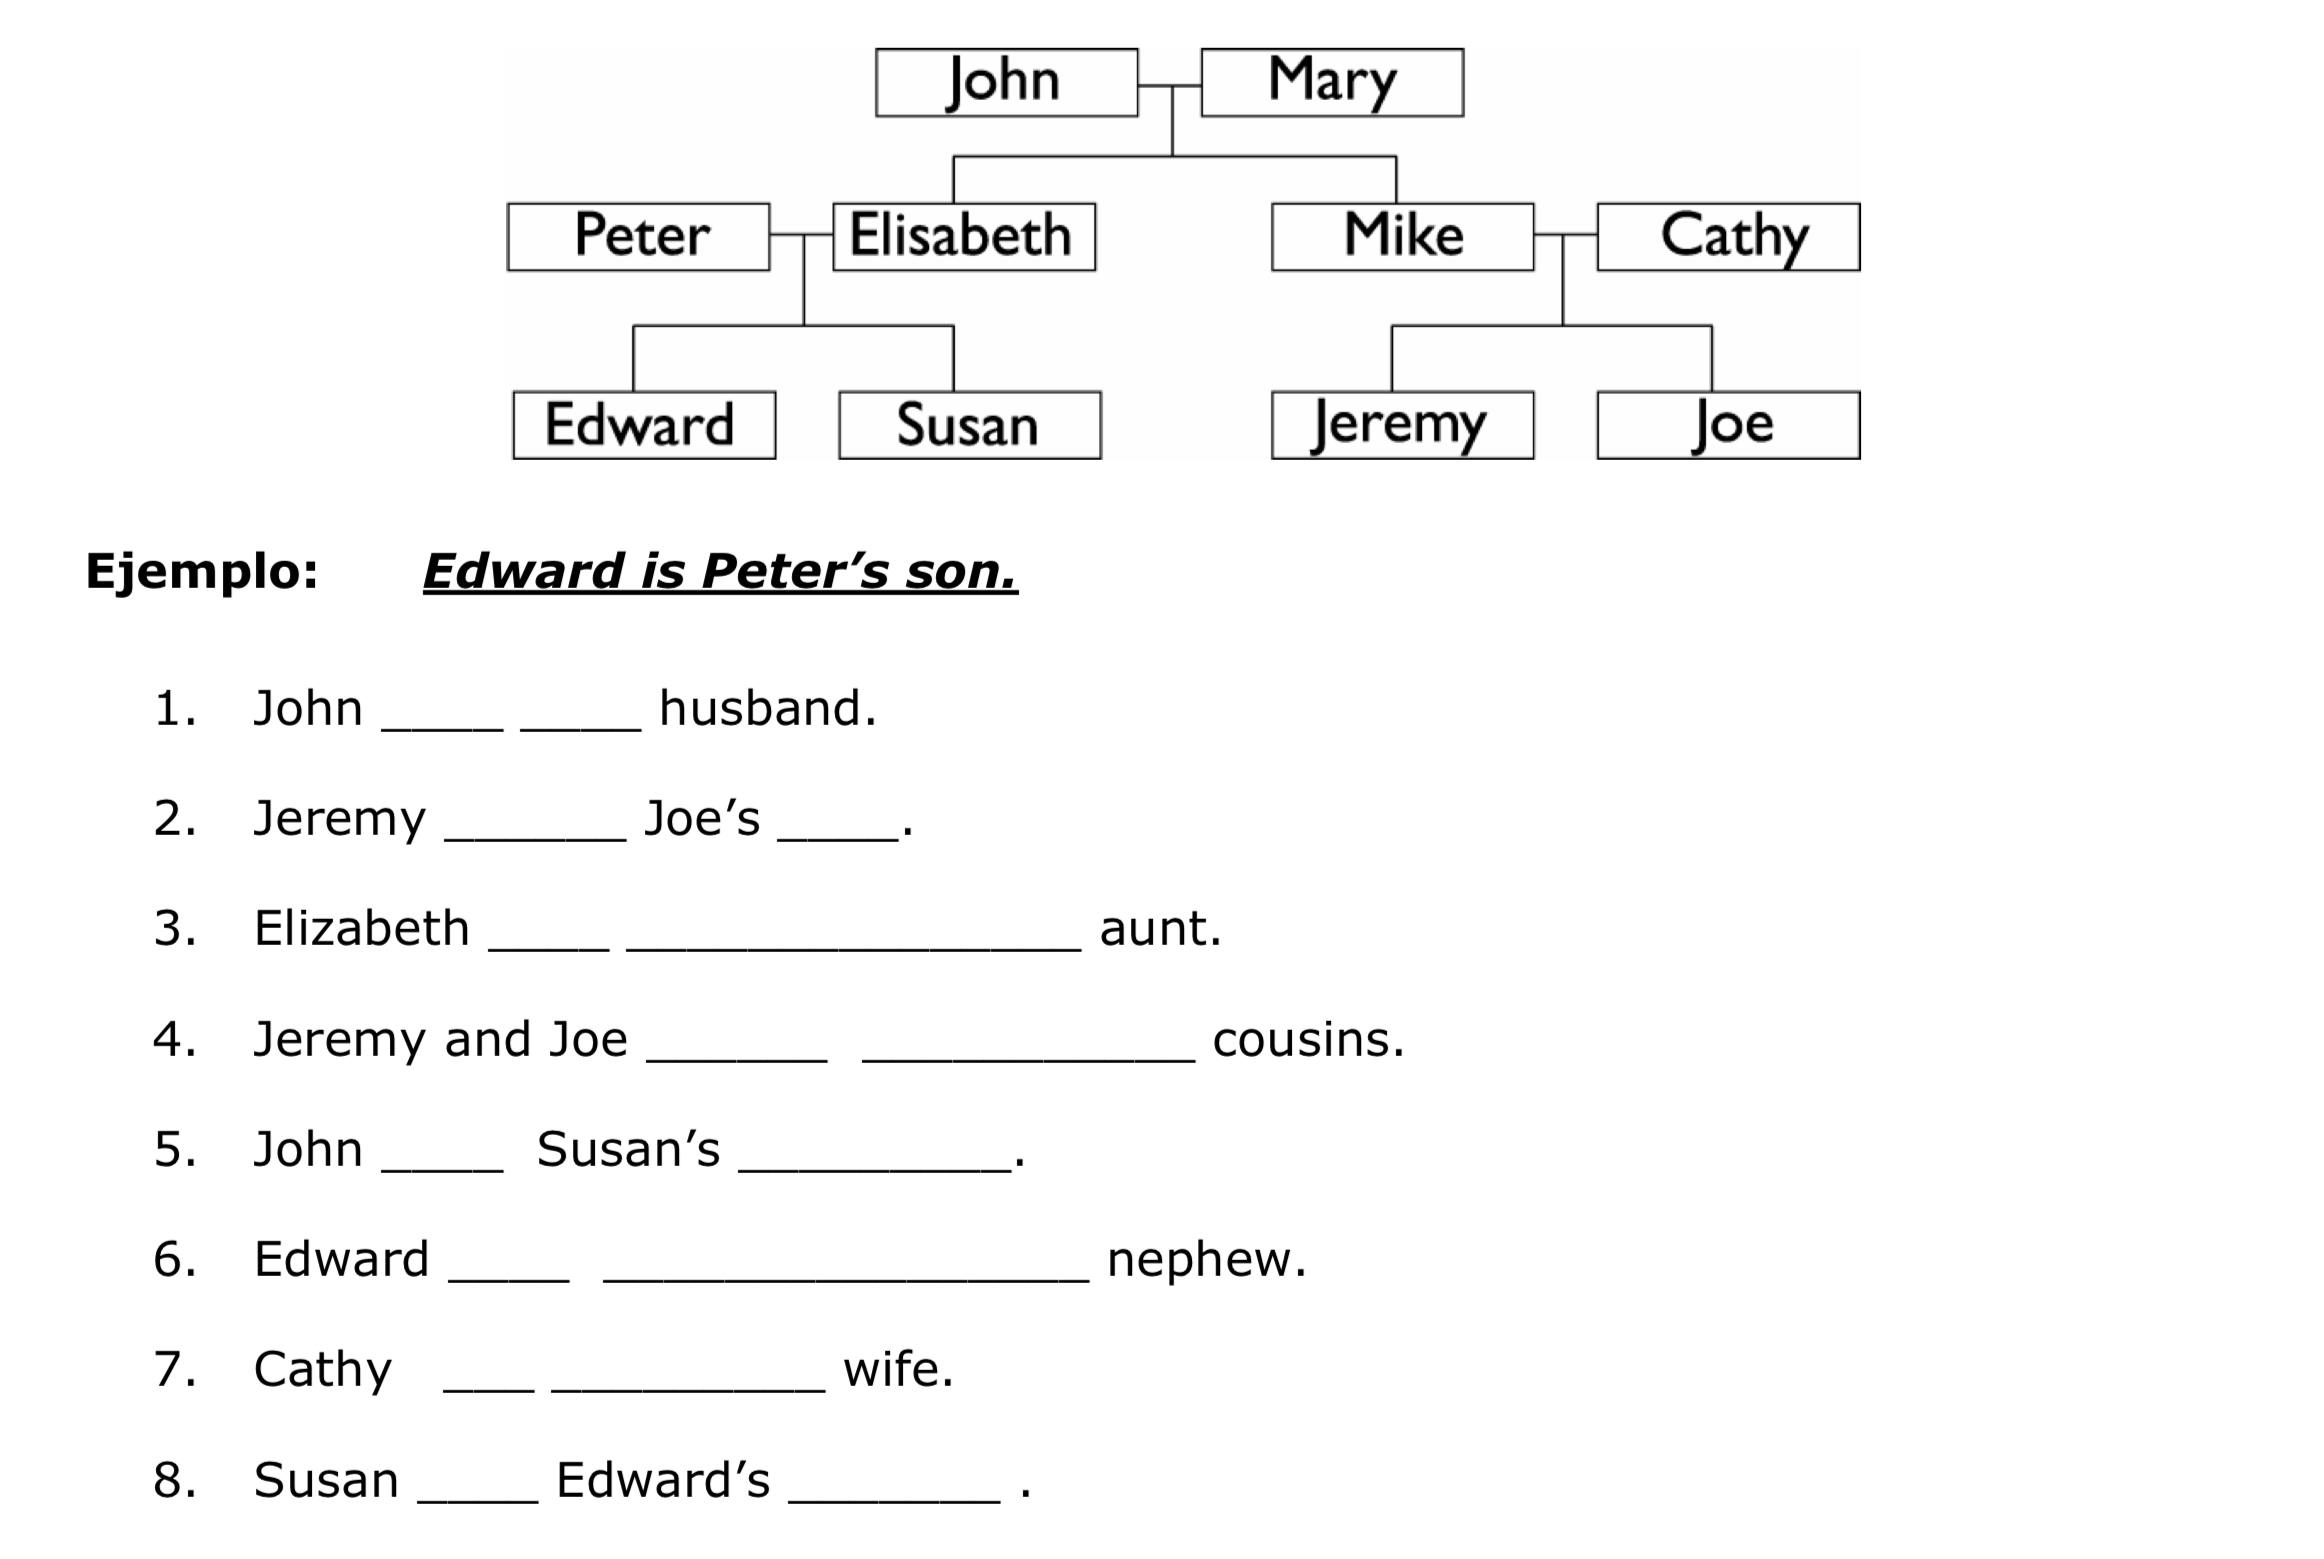 John Mary
Peter Elisabeth Mike Cathy
Edward Susan Jeremy Joe
Ejemplo: Edward is Peter´s son.
1. John ____ ____ husband.
2. Jeremy ______ Joe’s ____.
3. Elizabeth ____ _______________ aunt.
4. Jeremy and Joe ______ ___________ cousins.
5. John ____ Susan’s _________.
6. Edward ____ ________________ nephew.
7. Cathy ___ _________ wife.
8. Susan ____ Edward’s _______ .